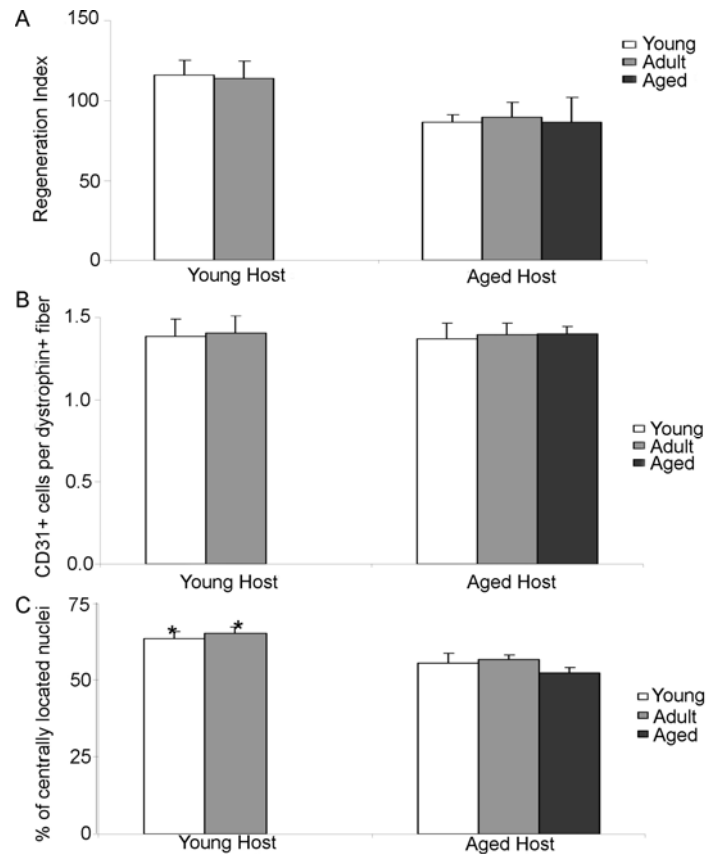 A
Regeneration Index
150
100
50
0
Young
Adult
Aged
Young Host
Aged Host
B
CD31+ cells per dystrophin+ fiber
1.5
1.0
0.5
0.0
Young
Adult
Aged
Young Host
Aged Host
C
% of centrally located nuclei
75
50
25
0
*
*
Young
Adult
Aged
Young Host
Aged Host